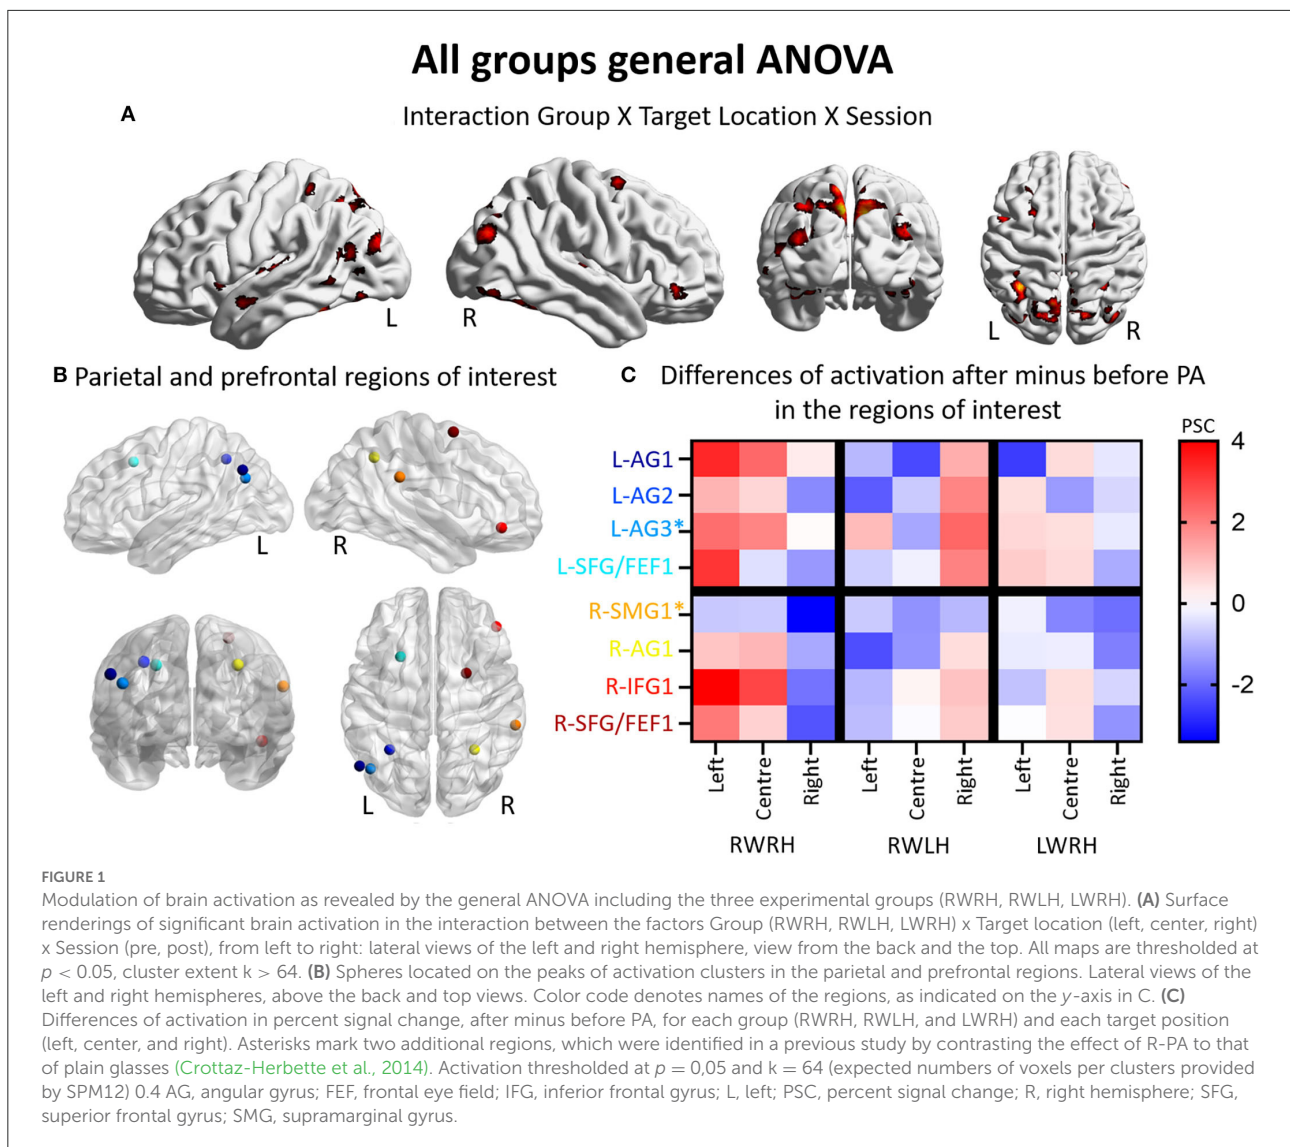 All groups general ANOVA
A
Interaction Group X Target Location X Session
L
R
L
R
B Parietal and prefrontal regions of interest
L
R
L
R
C Differences of activation after minus before PA
in the regions of interest
PSC
L-AG1
L-AG2
L-AG3*
L-SFG/FEF1
R-SMG1*
R-AG1
R-IFG1
R-SFG/FEF1
4
2
0
-2
Left
Centre
Right
Left
Centre
Right
Left
Centre
Right
RWRH
RWLH
LWRH
FIGURE 1
Modulation of brain activation as revealed by the general ANOVA including the three experimental groups (RWRH, RWLH, LWRH). (A) Surface
renderings of significant brain activation in the interaction between the factors Group (RWRH, RWLH, LWRH) x Target location (left, center, right)
x Session (pre, post), from left to right: lateral views of the left and right hemisphere, view from the back and the top. All maps are thresholded at
p < 0.05, cluster extent k > 64. (B) Spheres located on the peaks of activation clusters in the parietal and prefrontal regions. Lateral views of the
left and right hemispheres, above the back and top views. Color code denotes names of the regions, as indicated on the y-axis in C. (C)
Differences of activation in percent signal change, after minus before PA, for each group (RWRH, RWLH, and LWRH) and each target position
(left, center, and right). Asterisks mark two additional regions, which were identified in a previous study by contrasting the effect of R-PA to that
of plain glasses (Crottaz-Herbette et al., 2014). Activation thresholded at p = 0,05 and k = 64 (expected numbers of voxels per clusters provided
by SPM12) 0.4 AG, angular gyrus; FEF, frontal eye field; IFG, inferior frontal gyrus; L, left; PSC, percent signal change; R, right hemisphere; SFG,
superior frontal gyrus; SMG, supramarginal gyrus.